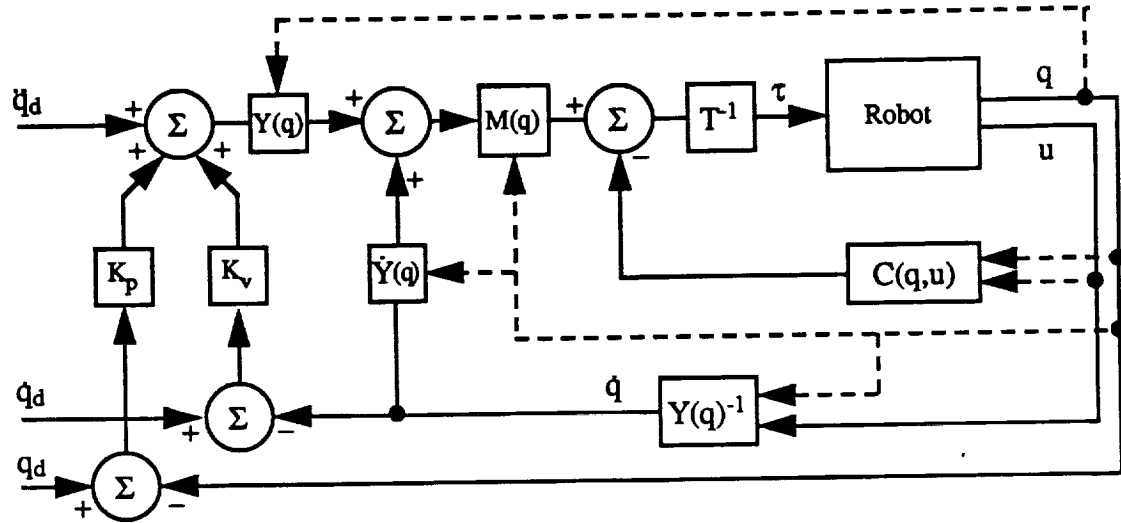 q̈d
+
+
+
Σ
Y(q)
+
+
Σ
M(q)
+
−
Σ
T⁻¹
τ
Robot
q
u
Kp
Kv
Ẏ(q)
C(q,u)
q̇d
+
−
Σ
q̇
Y(q)⁻¹
qd
+
−
Σ